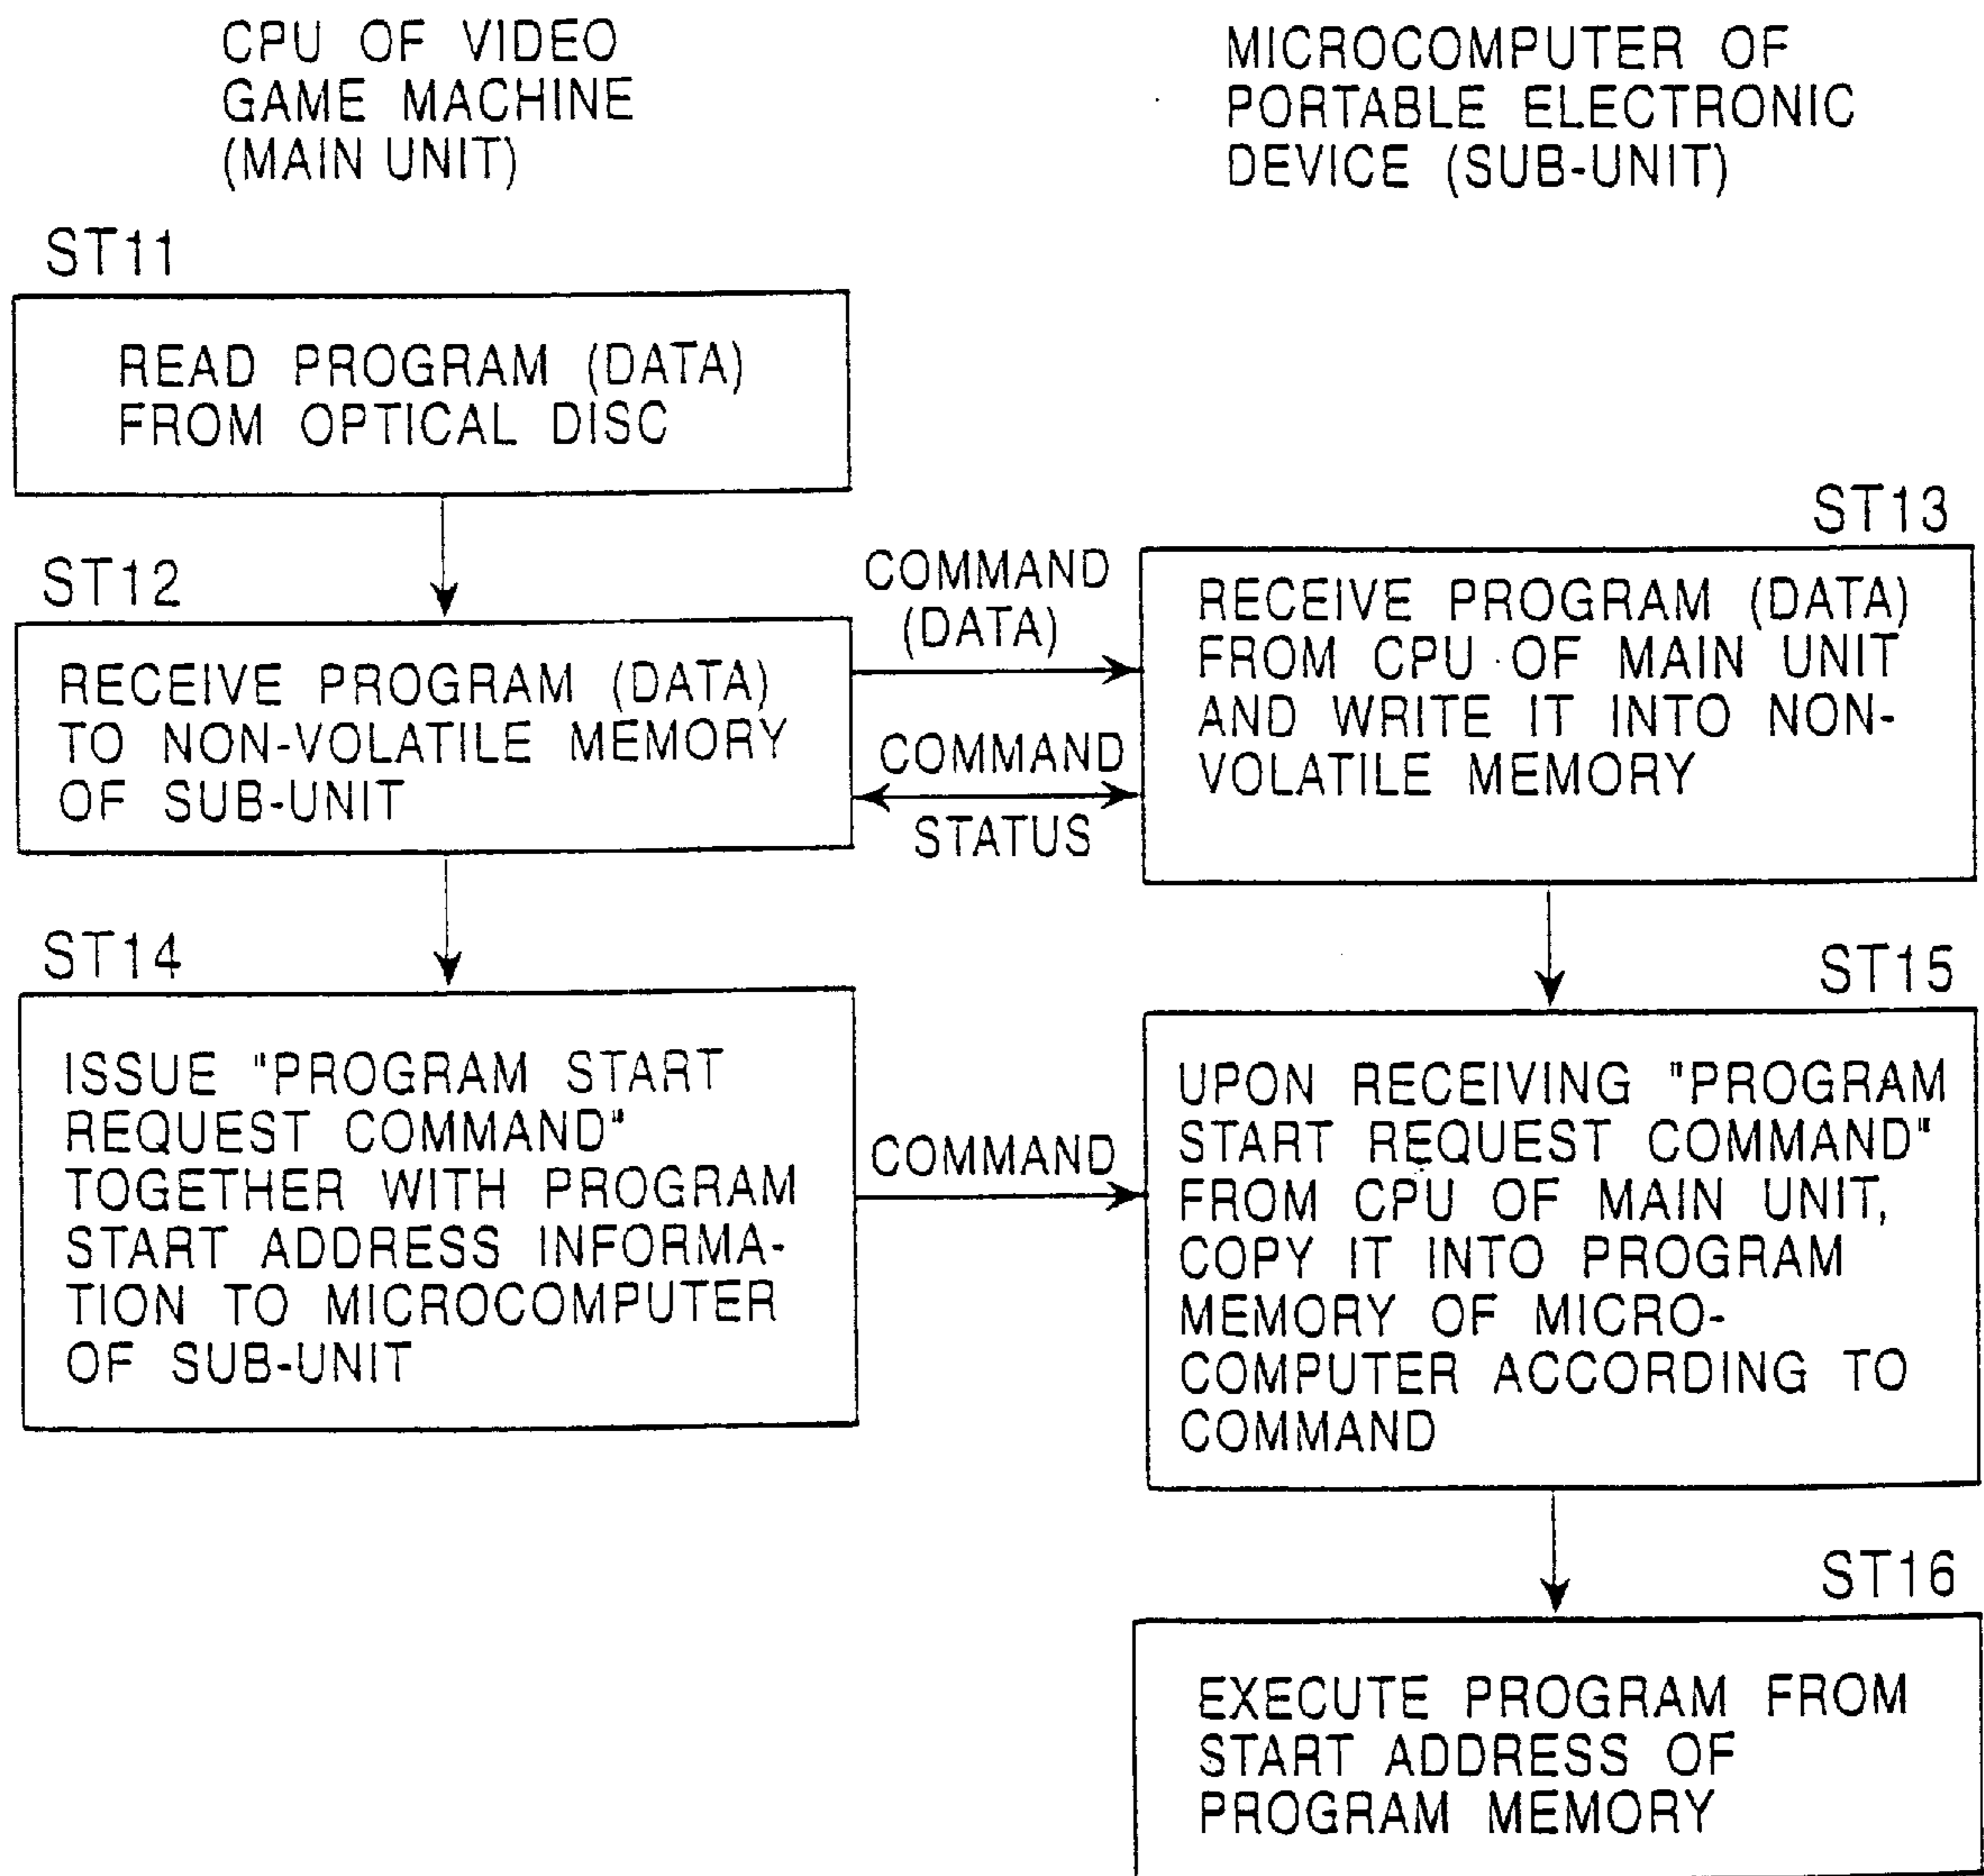 CPU OF VIDEO
GAME MACHINE
(MAIN UNIT)
MICROCOMPUTER OF
PORTABLE ELECTRONIC
DEVICE (SUB-UNIT)
ST11
READ PROGRAM (DATA)
FROM OPTICAL DISC
ST12
RECEIVE PROGRAM (DATA)
TO NON-VOLATILE MEMORY
OF SUB-UNIT
COMMAND
(DATA)
COMMAND
STATUS
ST13
RECEIVE PROGRAM (DATA)
FROM CPU OF MAIN UNIT
AND WRITE IT INTO NON-
VOLATILE MEMORY
ST14
ISSUE "PROGRAM START
REQUEST COMMAND"
TOGETHER WITH PROGRAM
START ADDRESS INFORMA-
TION TO MICROCOMPUTER
OF SUB-UNIT
COMMAND
ST15
UPON RECEIVING "PROGRAM
START REQUEST COMMAND"
FROM CPU OF MAIN UNIT,
COPY IT INTO PROGRAM
MEMORY OF MICRO-
COMPUTER ACCORDING TO
COMMAND
ST16
EXECUTE PROGRAM FROM
START ADDRESS OF
PROGRAM MEMORY